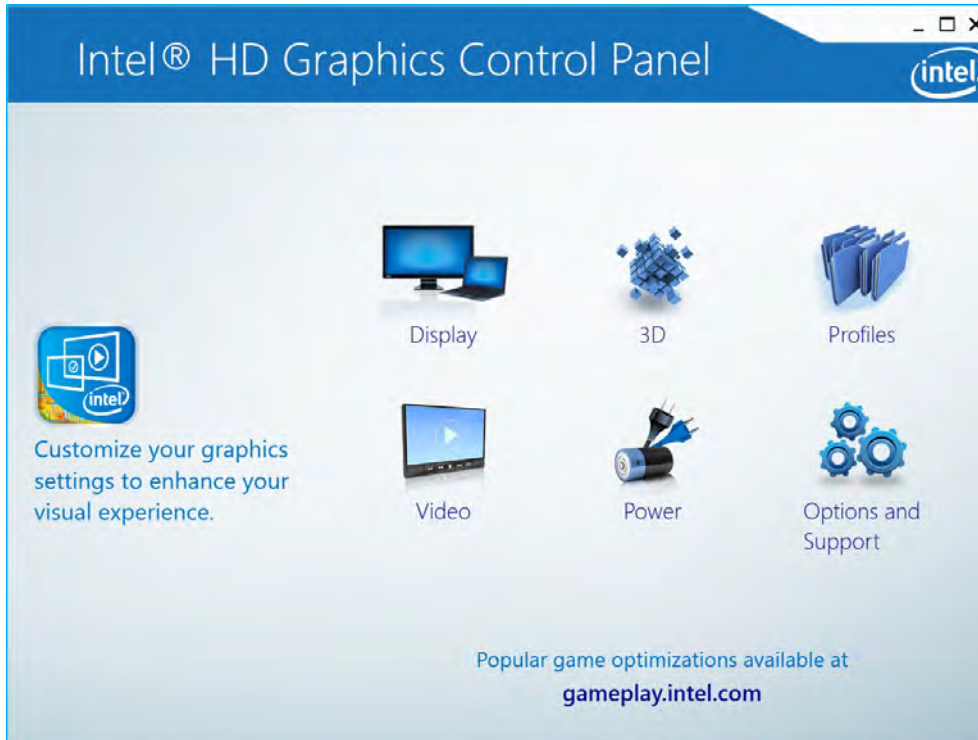 Intel® HD Graphics Control Panel
intel
Display
3D
Profiles
intel
Customize your graphics
settings to enhance your
visual experience.
Video
Power
Options and
Support
Popular game optimizations available at
gameplay.intel.com